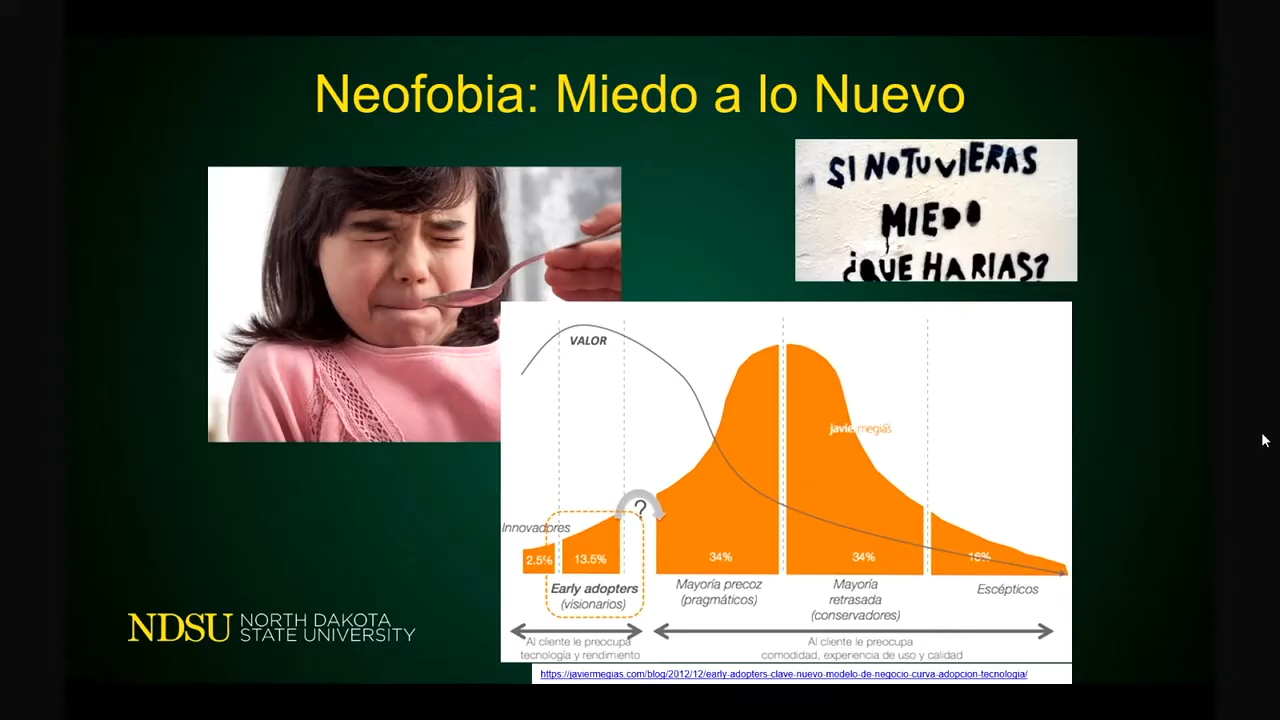 Neofobia: Miedo a lo Nuevo
SI NO TUVIERAS
MIEDO
¿QUE HARIAS?
VALOR
javier megias
?
Innovadores
2.5%
13.5%
34%
34%
16%
Early adopters
(visionarios)
Mayoría precoz
(pragmáticos)
Mayoría
retrasada
(conservadores)
Escépticos
Al cliente le preocupa
tecnología y rendimiento
Al cliente le preocupa
comodidad, experiencia de uso y calidad
https://javiermegias.com/blog/2012/12/early-adopters-clave-nuevo-modelo-de-negocio-curva-adopcion-tecnologia/
NDSU NORTH DAKOTA
STATE UNIVERSITY